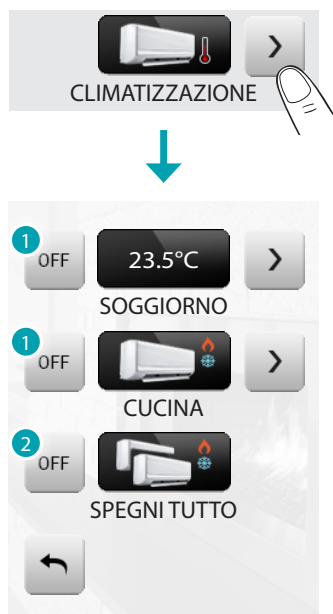 CLIMATIZZAZIONE
1
OFF 23.5°C
SOGGIORNO
1
OFF
CUCINA
2
OFF
SPEGNI TUTTO